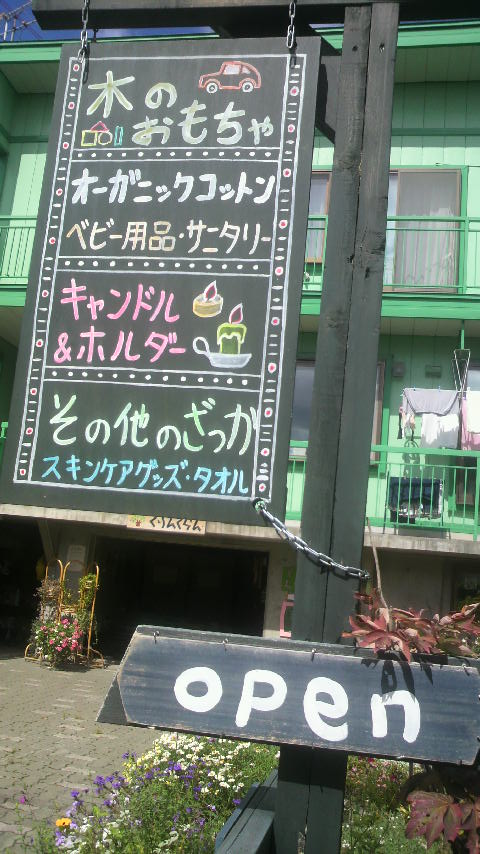 木の
おもちゃ
オーガニックコットン
ベビー用品・サニタリー
キャンドル
&ホルダー
その他のざっか
スキンケアグッズ・タオル
open